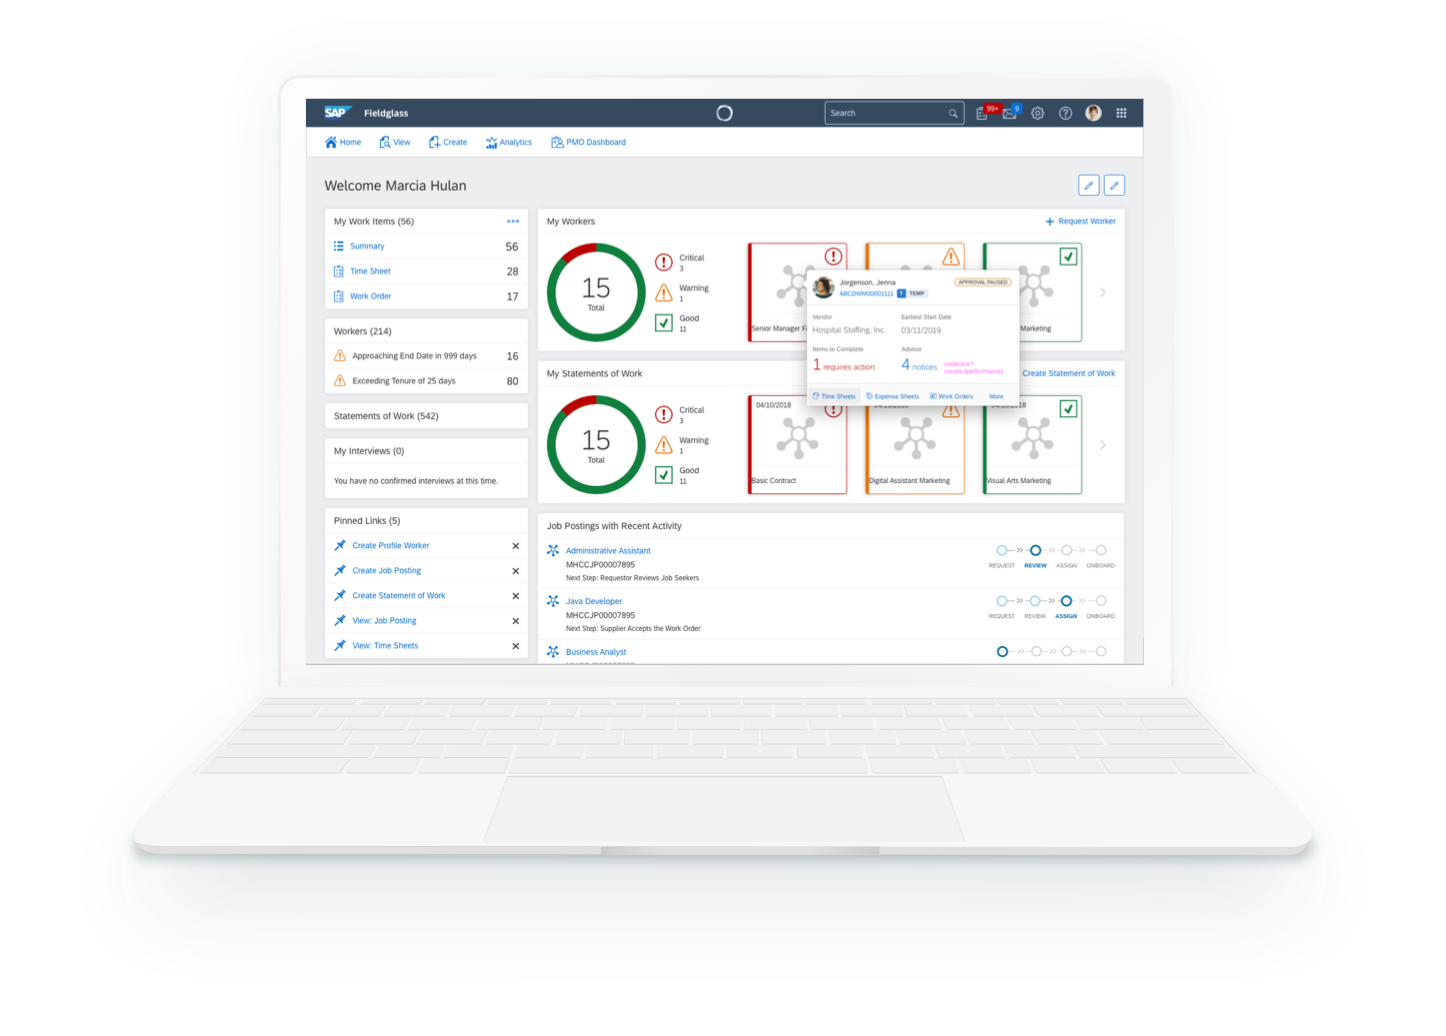 SAP Fieldglass
Search
99+
9
Home View Create Analytics PMO Dashboard
Welcome Marcia Hulan
My Work Items (56)
Summary 56
Time Sheet 28
Work Order 17
Workers (214)
Approaching End Date in 999 days 16
Exceeding Tenure of 25 days 80
Statements of Work (542)
My Interviews (0)
You have no confirmed interviews at this time.
Pinned Links (5)
Create Profile Worker
Create Job Posting
Create Statement of Work
View: Job Posting
View: Time Sheets
My Workers
Request Worker
15
Total
Critical
3
Warning
1
Good
11
Senior Manager
Marketing
Jorgenson, Jenna
APPROVAL PAUSED
ABCDWM00001111 T TEMP
Vendor
Hospital Staffing, Inc.
Earliest Start Date
03/11/2019
Items to Complete
1 requires action
Advisor
4 notices
underline?
counts (performance)
Time Sheets Expense Sheets Work Orders More
My Statements of Work
Create Statement of Work
15
Total
Critical
3
Warning
1
Good
11
04/10/2018
Basic Contract
Digital Assistant Marketing
Visual Arts Marketing
Job Postings with Recent Activity
Administrative Assistant
MHCCJP00007895
Next Step: Requestor Reviews Job Seekers
REQUEST REVIEW ASSIGN ONBOARD
Java Developer
MHCCJP00007895
Next Step: Supplier Accepts the Work Order
REQUEST REVIEW ASSIGN ONBOARD
Business Analyst